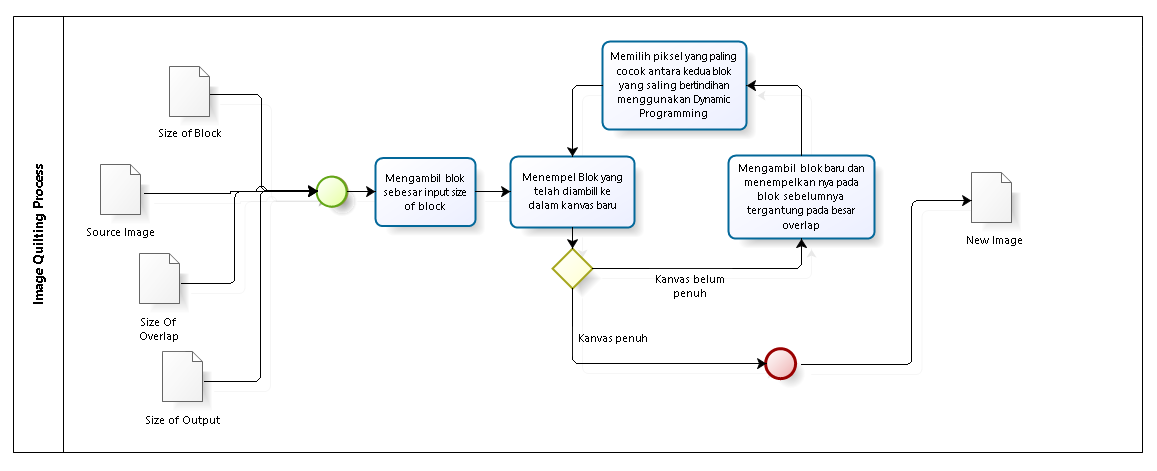 Image Quilting Process
Size of Block
Source Image
Size Of
Overlap
Size of Output
Mengambil blok
sebesar input size
of block
Menempel Blok yang
telah diambill ke
dalam kanvas baru
Memilih piksel yang paling
cocok antara kedua blok
yang saling bertindihan
menggunakan Dynamic
Programming
Mengambil blok baru dan
menempelkan nya pada
blok sebelumnya
tergantung pada besar
overlap
Kanvas belum
penuh
Kanvas penuh
New Image